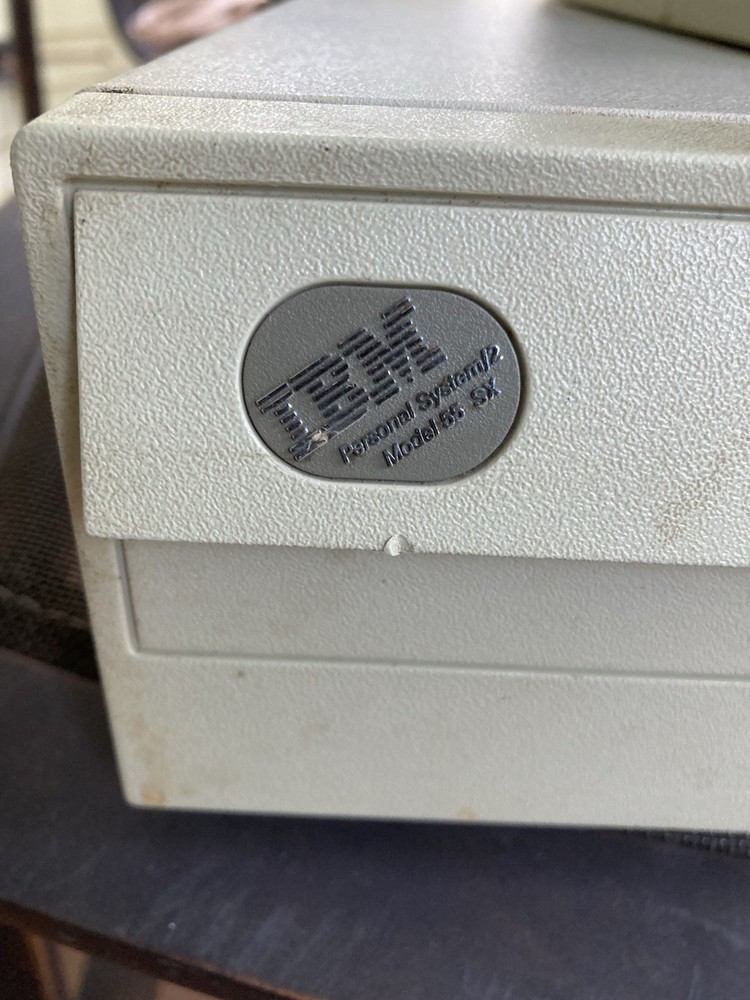 IBM
Personal System/2
Model 55 SX